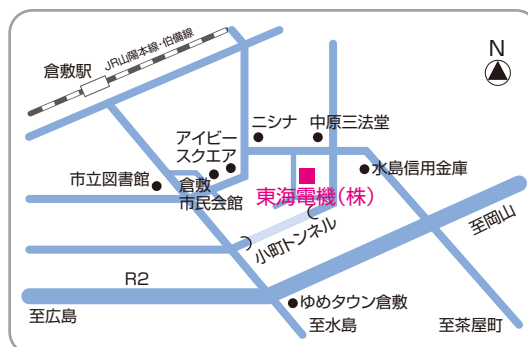 N
JR山陽本線・伯備線
倉敷駅
ニシナ
中原三法堂
アイビー
スクエア
水島信用金庫
市立図書館
倉敷
市民会館
東海電機(株)
小町トンネル
至岡山
R2
ゆめタウン倉敷
至広島
至水島
至茶屋町